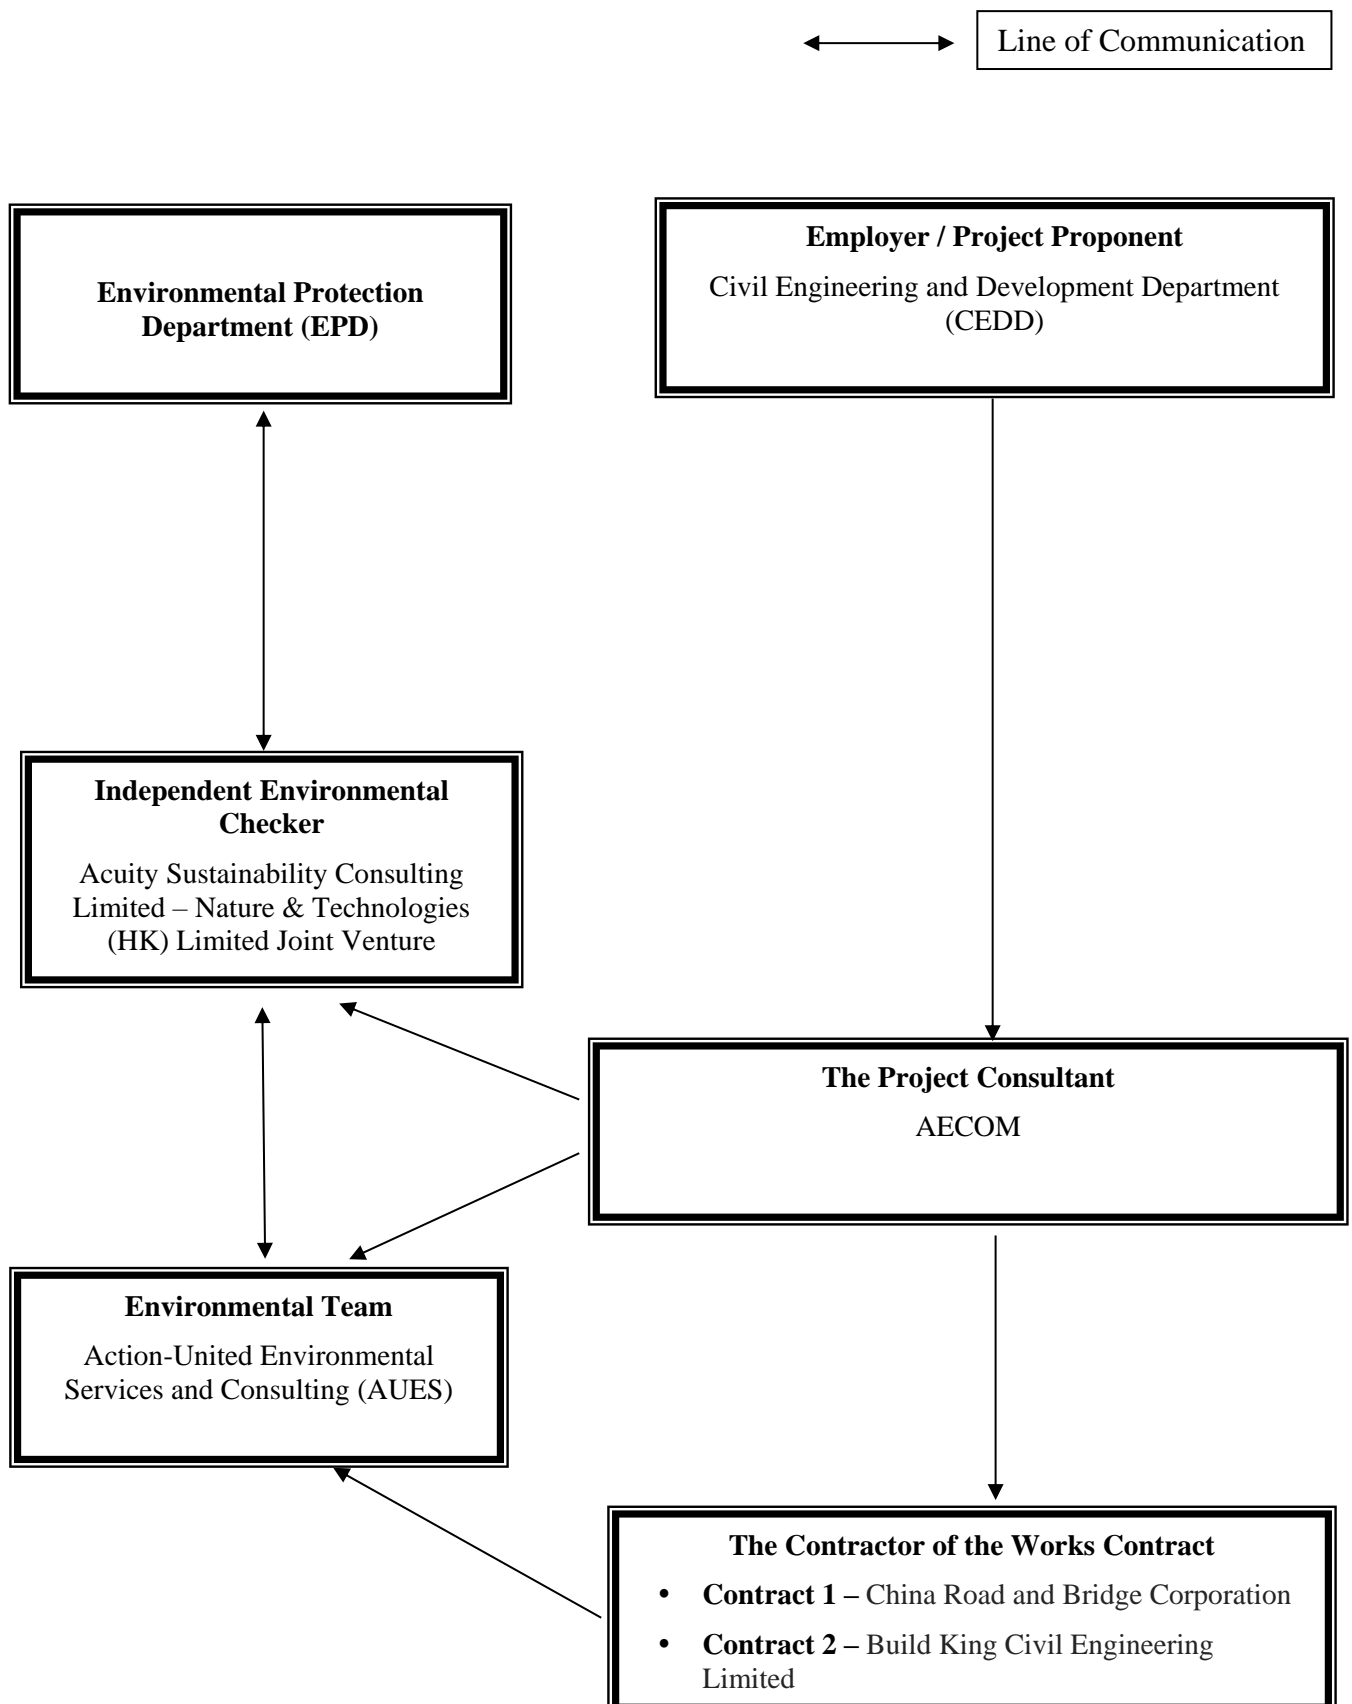 Line of Communication
Environmental Protection
Department (EPD)
Employer / Project Proponent
Civil Engineering and Development Department
(CEDD)
Independent Environmental
Checker
Acuity Sustainability Consulting
Limited – Nature & Technologies
(HK) Limited Joint Venture
The Project Consultant
AECOM
Environmental Team
Action-United Environmental
Services and Consulting (AUES)
The Contractor of the Works Contract
• Contract 1 – China Road and Bridge Corporation
• Contract 2 – Build King Civil Engineering
Limited